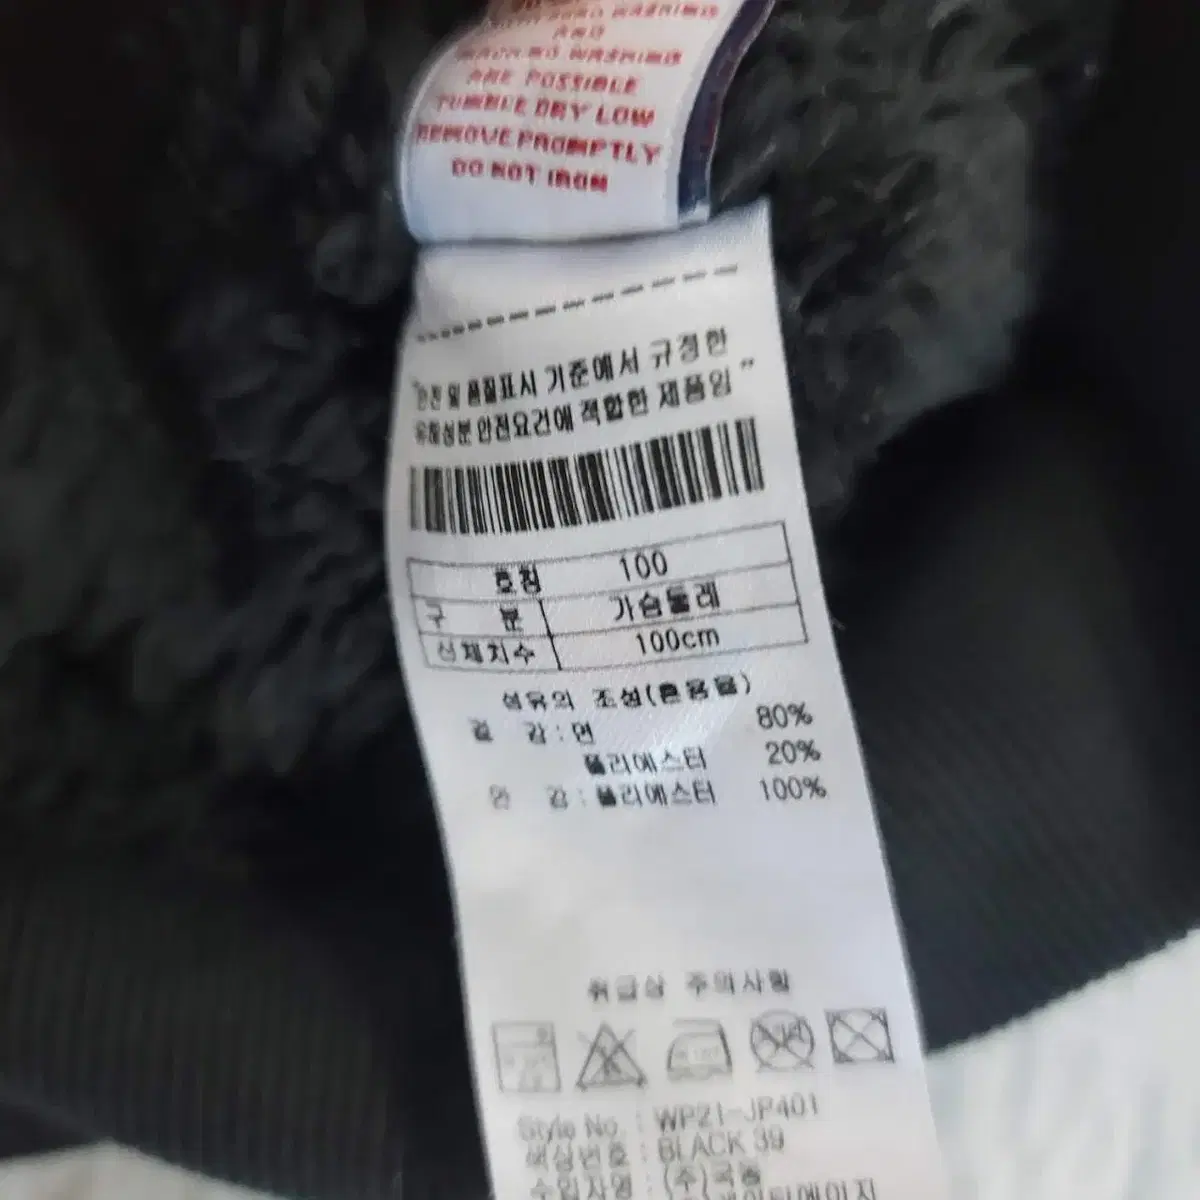 WASHING
AND
WASHING
ARE POSSIBLE
TUMBLE DRY LOW
REMOVE PROMPTLY
DO NOT IRON
"안전 및 품질표시 기준에서 규정한
유해성분 안전요건에 적합한 제품임"
호칭 100
구 분 가슴둘레
신체치수 100cm
섬유의 조성(혼용율)
겉 감 : 면 80%
폴리에스터 20%
안 감 : 폴리에스터 100%
취급상 주의사항
Style No. : WP21-JP401
색상번호 : BLACK 39
수입자명 : (주)국동